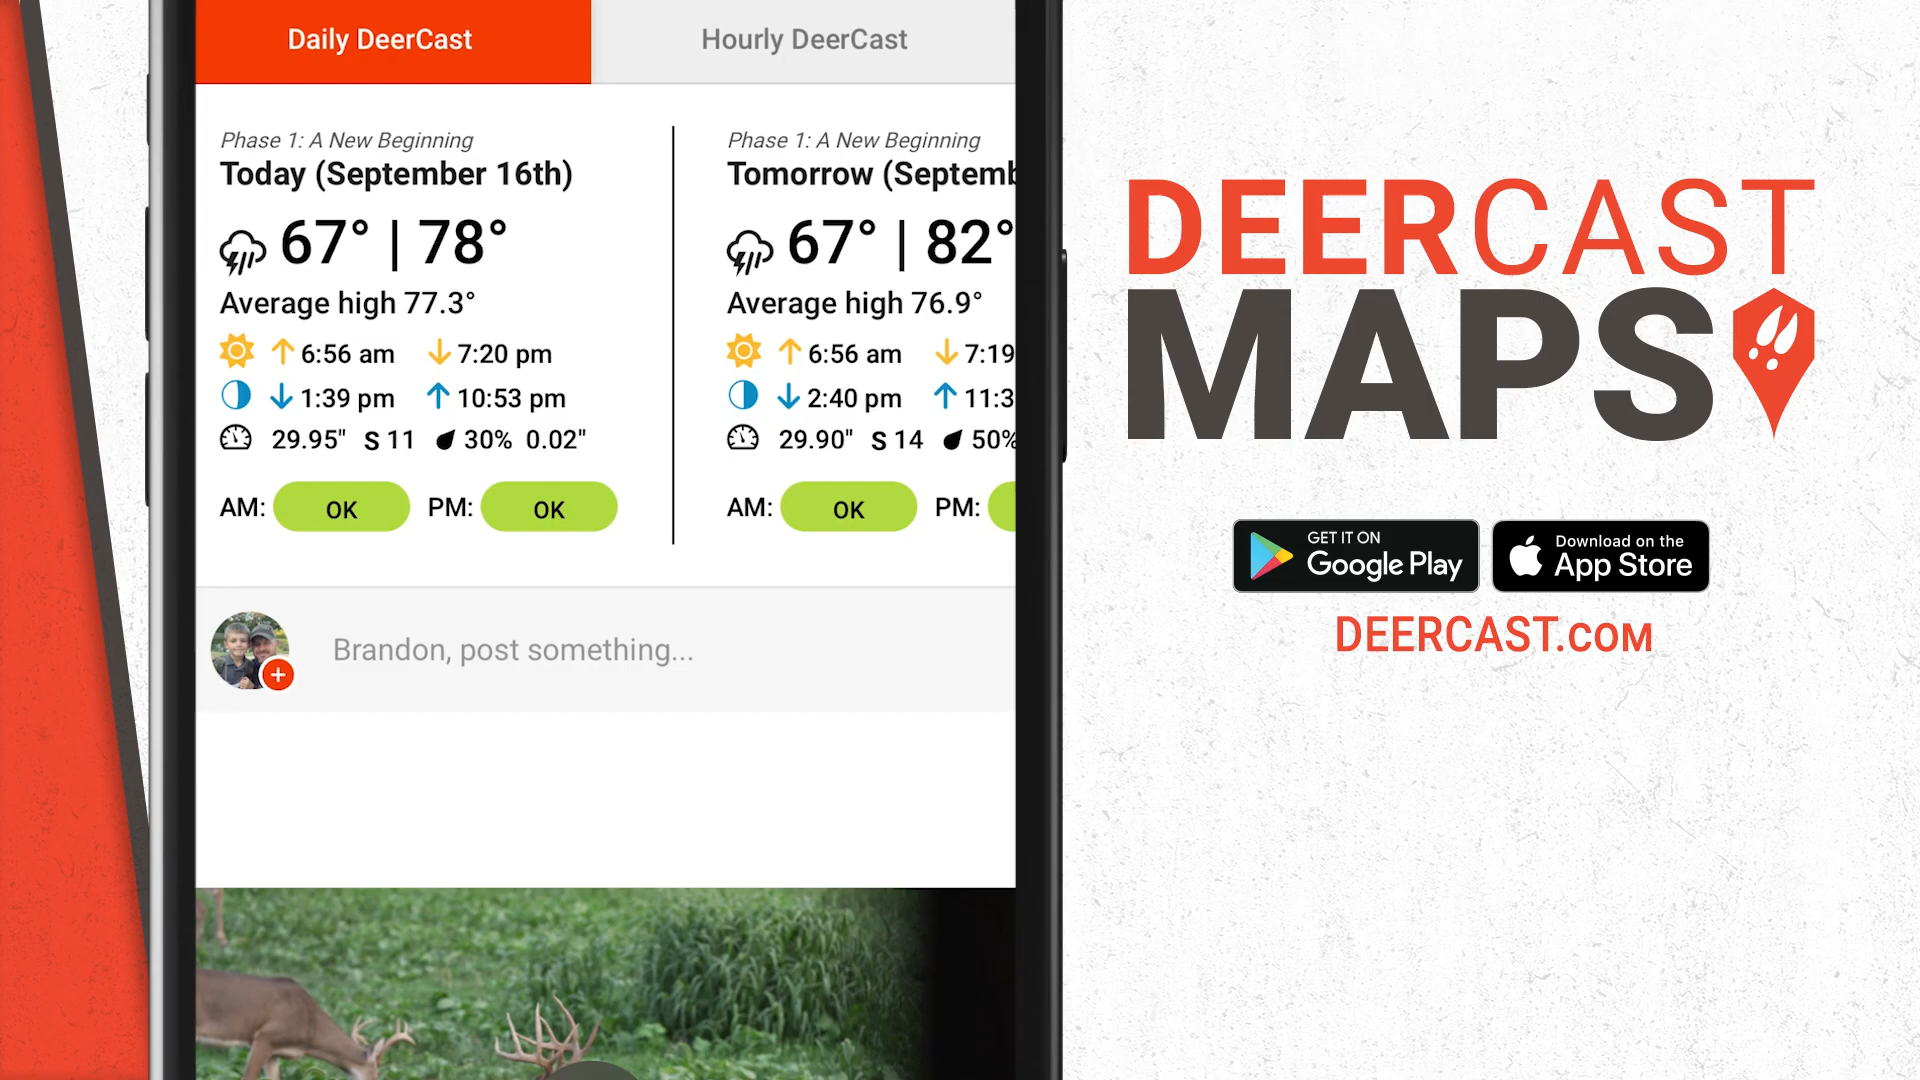 Daily DeerCast
Hourly DeerCast
Phase 1: A New Beginning
Today (September 16th)
67° | 78°
Average high 77.3°
6:56 am 7:20 pm
1:39 pm 10:53 pm
29.95" S 11 30% 0.02"
AM: OK PM: OK
Phase 1: A New Beginning
Tomorrow (Septemb
67° | 82°
Average high 76.9°
6:56 am 7:19
2:40 pm 11:3
29.90" S 14 50%
AM: OK PM:
Brandon, post something...
DEERCAST
MAPS
GET IT ON
Google Play
Download on the
App Store
DEERCAST.COM